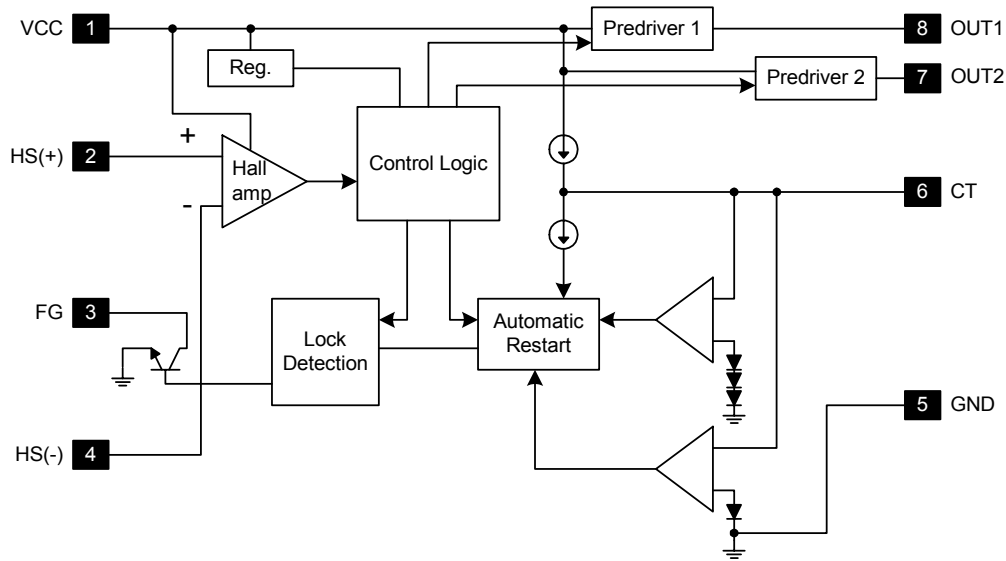 VCC 1
Predriver 1
8 OUT1
Reg.
Predriver 2
7 OUT2
+
HS(+) 2
Hall
amp
Control Logic
6 CT
-
FG 3
Lock
Detection
Automatic
Restart
5 GND
HS(-) 4